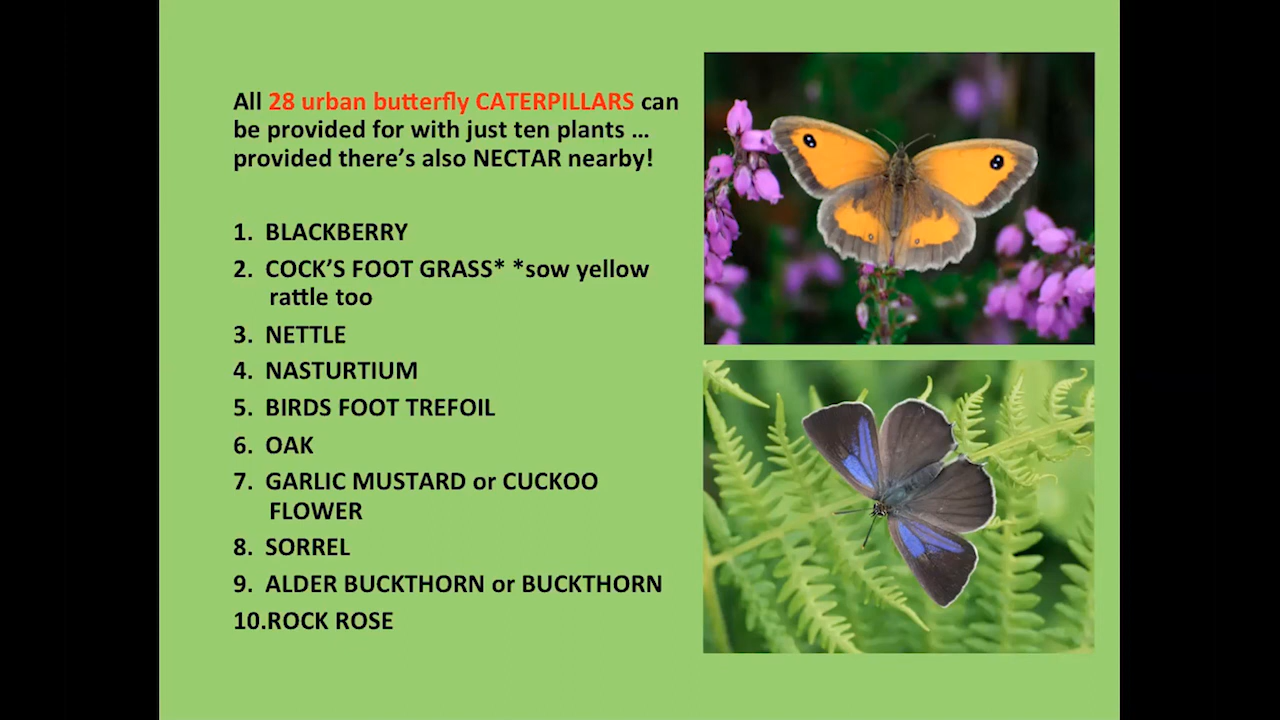 All 28 urban butterfly CATERPILLARS can
be provided for with just ten plants ...
provided there’s also NECTAR nearby!
1. BLACKBERRY
2. COCK’S FOOT GRASS* *sow yellow
rattle too
3. NETTLE
4. NASTURTIUM
5. BIRDS FOOT TREFOIL
6. OAK
7. GARLIC MUSTARD or CUCKOO
FLOWER
8. SORREL
9. ALDER BUCKTHORN or BUCKTHORN
10.ROCK ROSE